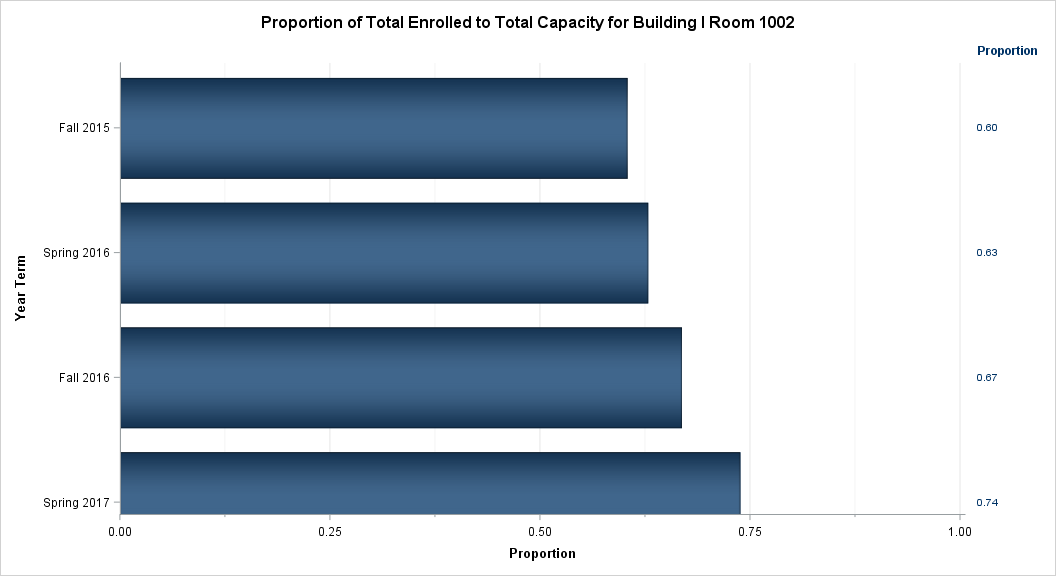 Proportion of Total Enrolled to Total Capacity for Building I Room 1002
Proportion
Fall 2015 0.60
Spring 2016 0.63
Year Term
Fall 2016 0.67
Spring 2017 0.74
0.00 0.25 0.50 0.75 1.00
Proportion